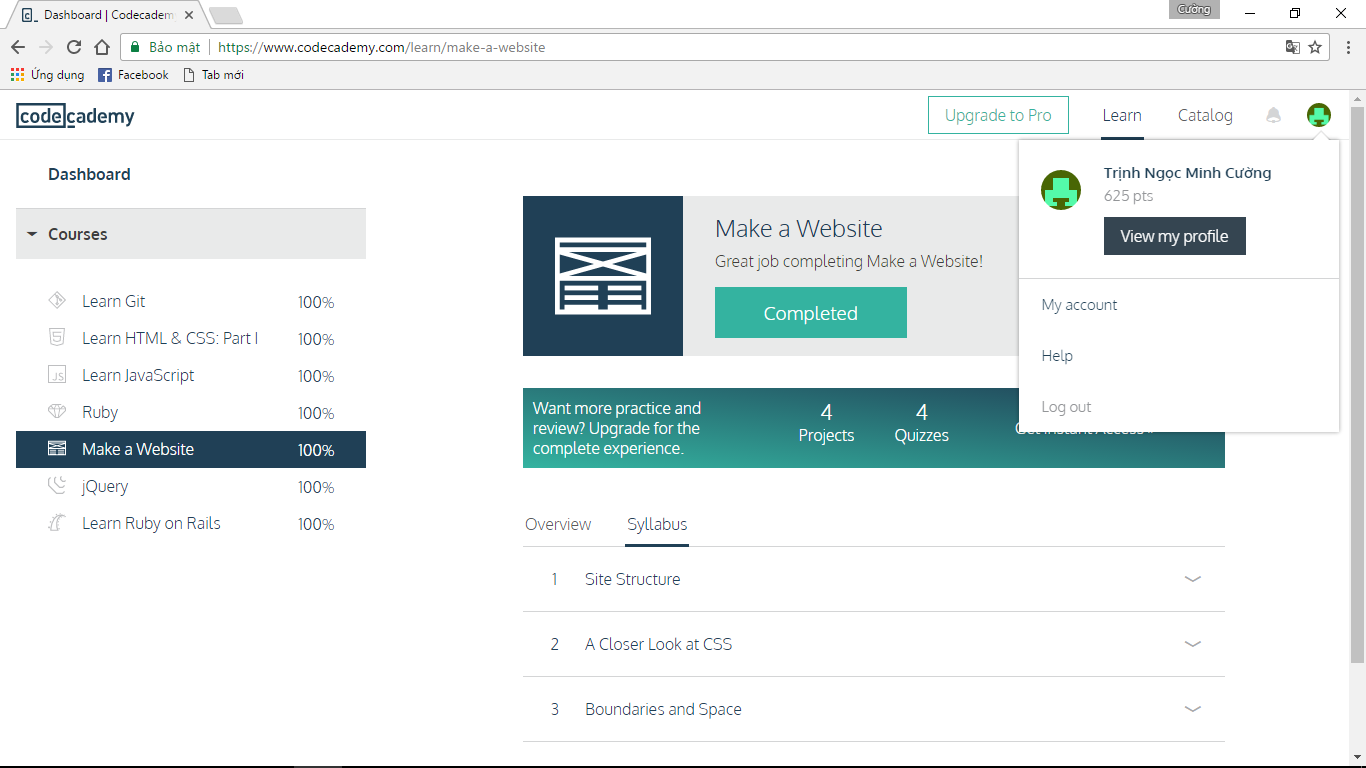 Dashboard | Codecadem
Cường
Bảo mật https://www.codecademy.com/learn/make-a-website
Ứng dụng Facebook Tab mới
codecademy
Upgrade to Pro Learn Catalog
Dashboard
Courses
Learn Git 100%
Learn HTML & CSS: Part I 100%
JS Learn JavaScript 100%
Ruby 100%
Make a Website 100%
jQuery 100%
Learn Ruby on Rails 100%
Make a Website
Great job completing Make a Website!
Completed
Want more practice and
review? Upgrade for the
complete experience.
4
Projects
4
Quizzes
Get Instant Access
Trịnh Ngọc Minh Cường
625 pts
View my profile
My account
Help
Log out
Overview Syllabus
1 Site Structure
2 A Closer Look at CSS
3 Boundaries and Space